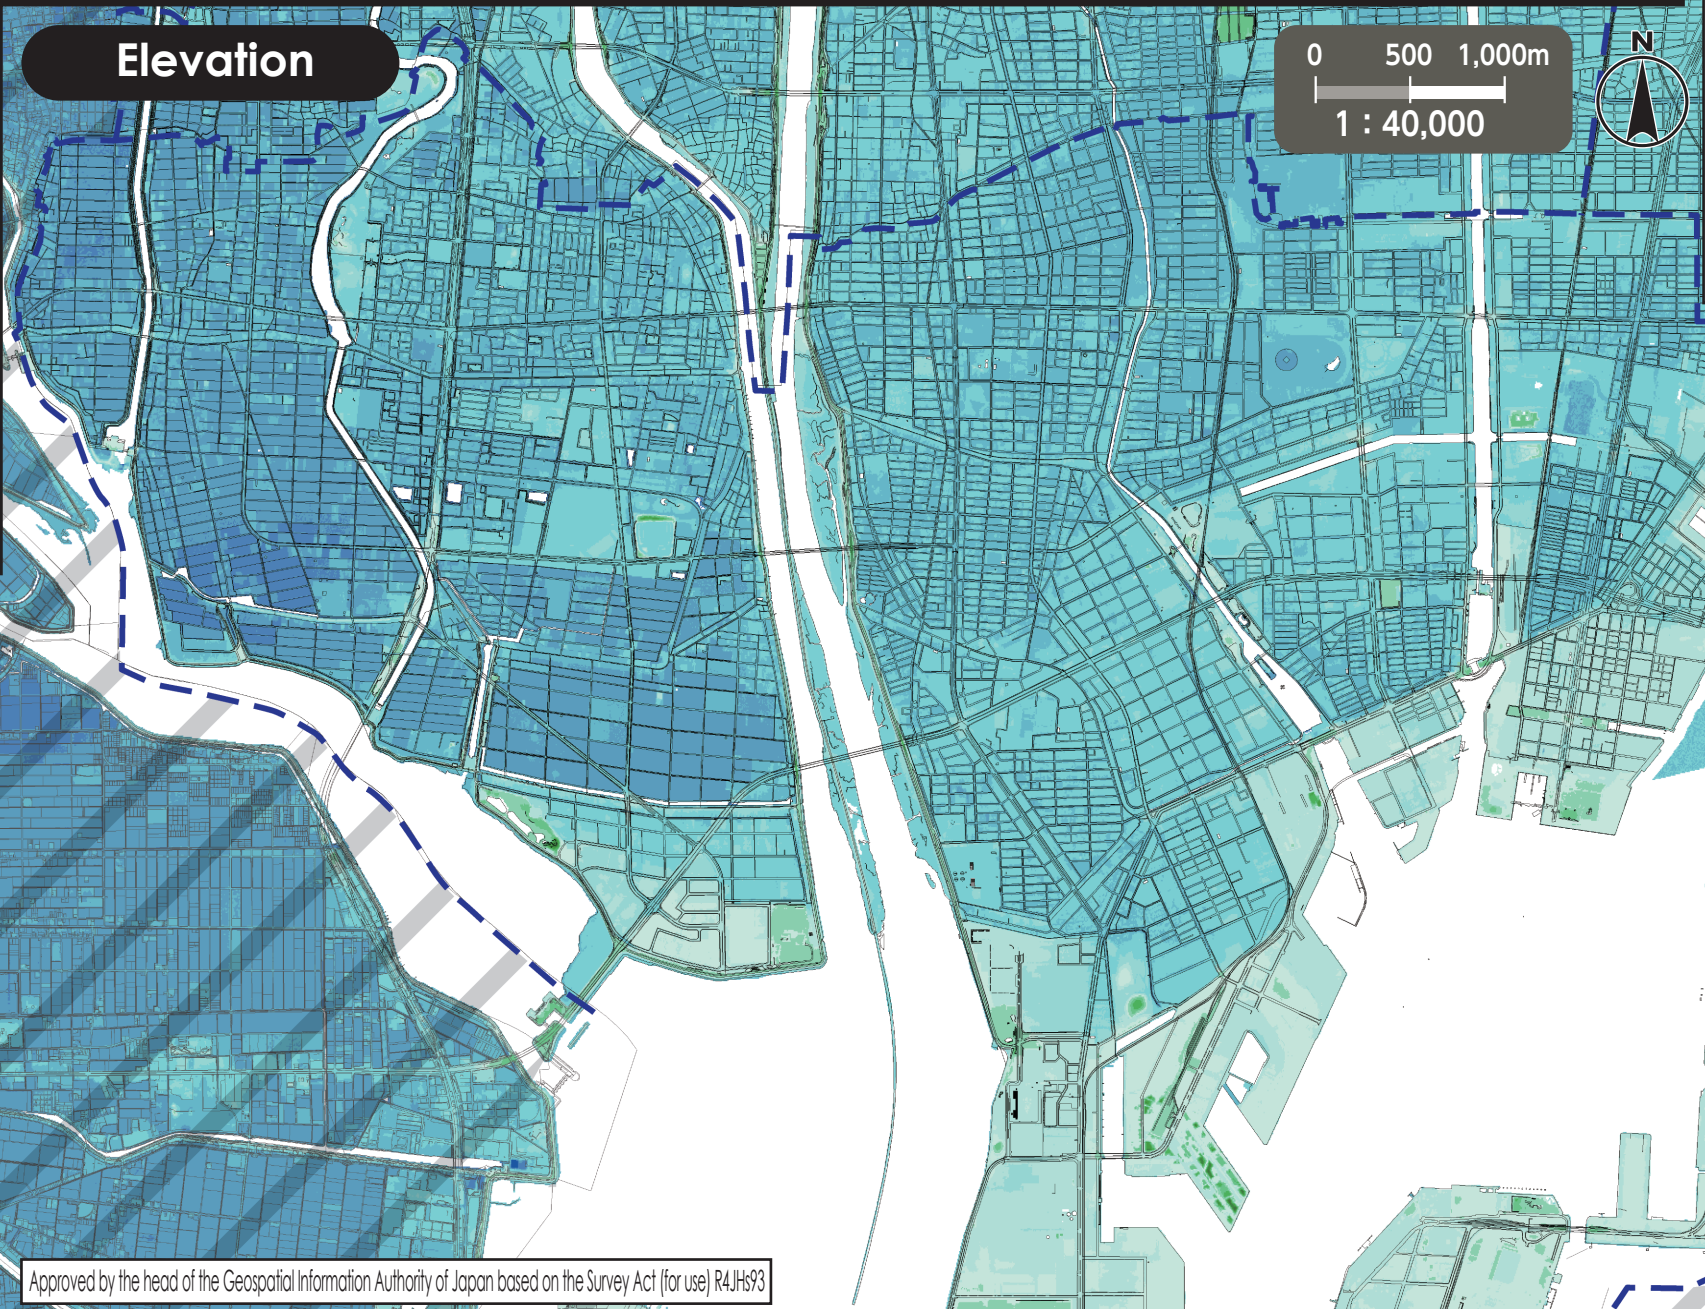 Elevation
0 500 1,000m
1 : 40,000
N
Approved by the head of the Geospatial Information Authority of Japan based on the Survey Act (for use) R4JHs93